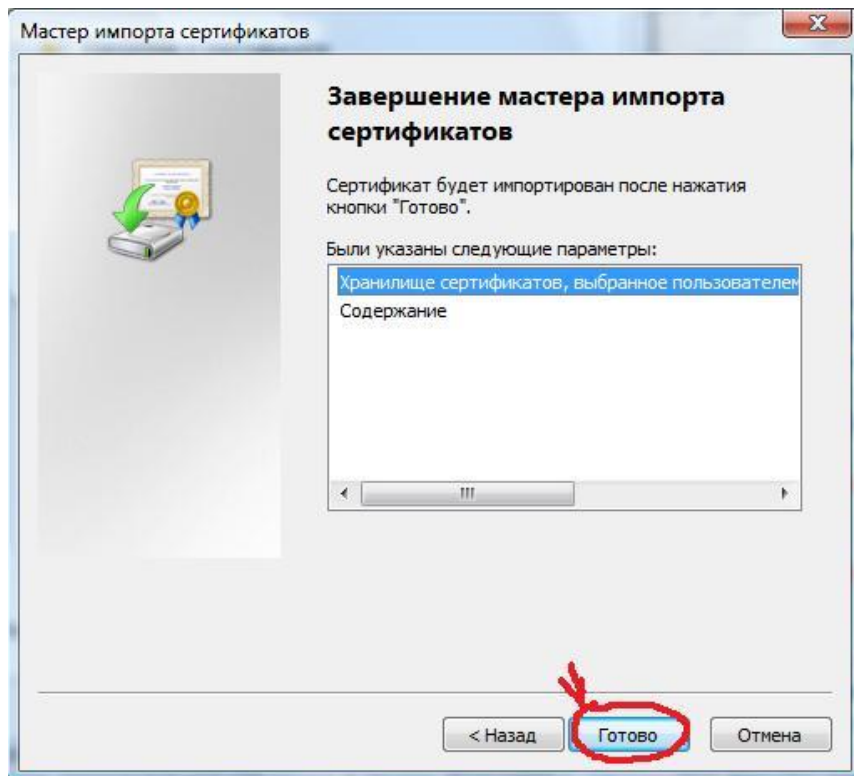 Мастер импорта сертификатов
Завершение мастера импорта
сертификатов
Сертификат будет импортирован после нажатия
кнопки "Готово".
Были указаны следующие параметры:
Хранилище сертификатов, выбранное пользователем
Содержание
< Назад
Готово
Отмена